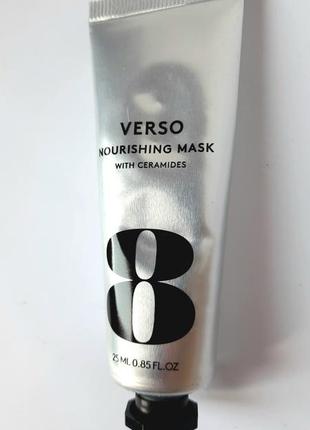 VERSO
NOURISHING MASK
WITH CERAMIDES
8
25 ML 0.85 FL.OZ